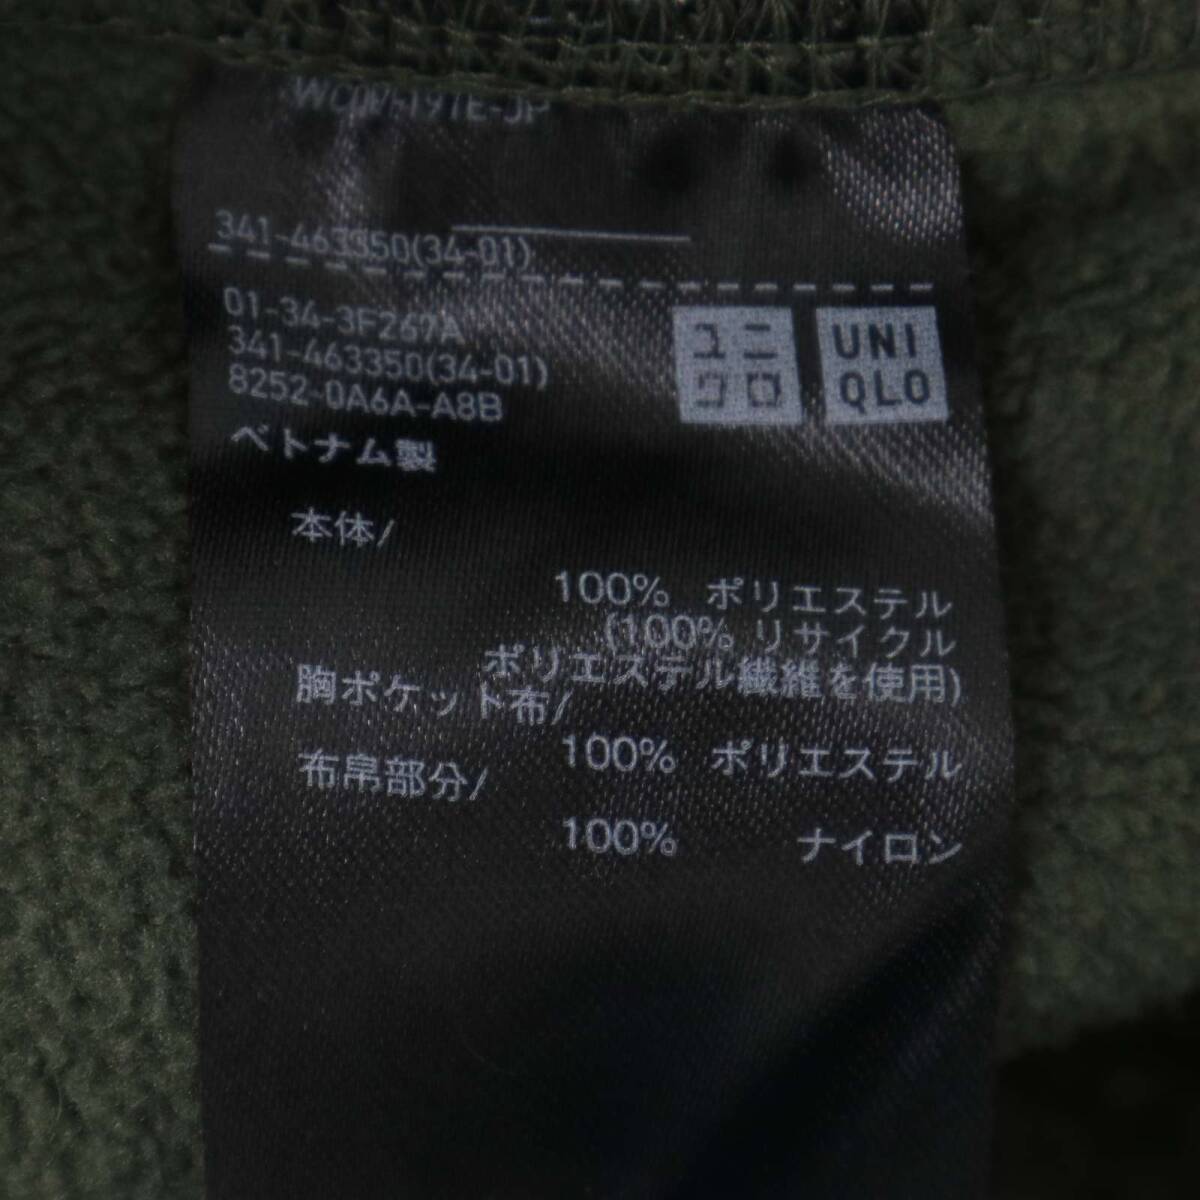 341-463350(34-01)
01-34-3F267A
341-463350(34-01)
8252-0A6A-A8B
ユニ
クロ
UNI
QLO
ベトナム製
本体/
100% ポリエステル
(100% リサイクル
ポリエステル繊維を使用)
胸ポケット布/
100% ポリエステル
布帛部分/
100% ナイロン